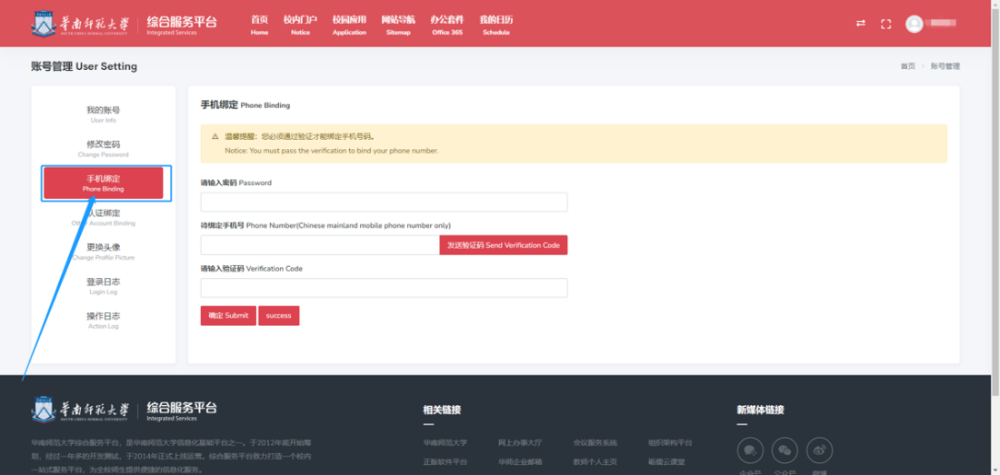 華南師範大學
SOUTH CHINA NORMAL UNIVERSITY
综合服务平台
Integrated Services
首页 校内门户 校园应用 网站导航 办公套件 我的日历
Home Notice Application Sitemap Office 365 Schedule
账号管理 User Setting
首页 > 账号管理
我的账号
User Info
修改密码
Change Password
手机绑定
Phone Binding
认证绑定
Account Binding
更换头像
Change Profile Picture
登录日志
Login Log
操作日志
Action Log
手机绑定 Phone Binding
温馨提醒：您必须通过验证才能绑定手机号码。
Notice: You must pass the verification to bind your phone number.
请输入密码 Password
待绑定手机号 Phone Number(Chinese mainland mobile phone number only)
发送验证码 Send Verification Code
请输入验证码 Verification Code
确定 Submit success
華南師範大學
SOUTH CHINA NORMAL UNIVERSITY
综合服务平台
Integrated Services
华南师范大学综合服务平台，是华南师范大学信息化基础平台之一。于2012年底开始筹
划，经过一年多的开发测试，于2014年正式上线运营。综合服务平台致力打造一个校内
一站式服务平台，为全校师生提供便捷的信息化服务。
相关链接
华南师范大学 网上办事大厅 会议服务系统 组织架构平台
正版软件平台 华师企业邮箱 教师个人主页 砺儒云课堂
新媒体链接
企业号 公众号 微博